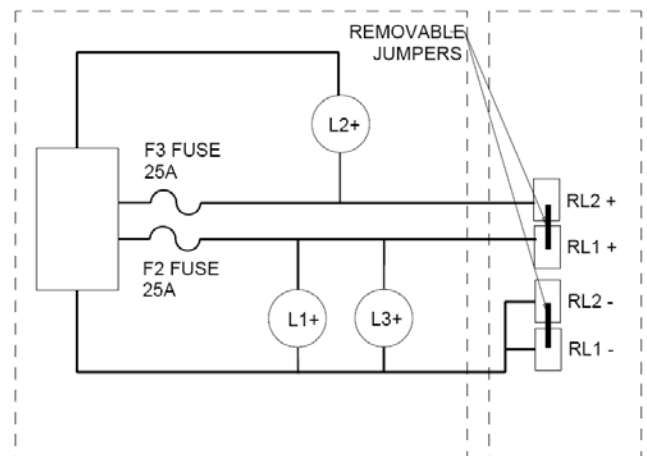 REMOVABLE
JUMPERS
L2+
F3 FUSE
25A
RL2 +
RL1 +
F2 FUSE
25A
L1+
L3+
RL2 -
RL1 -